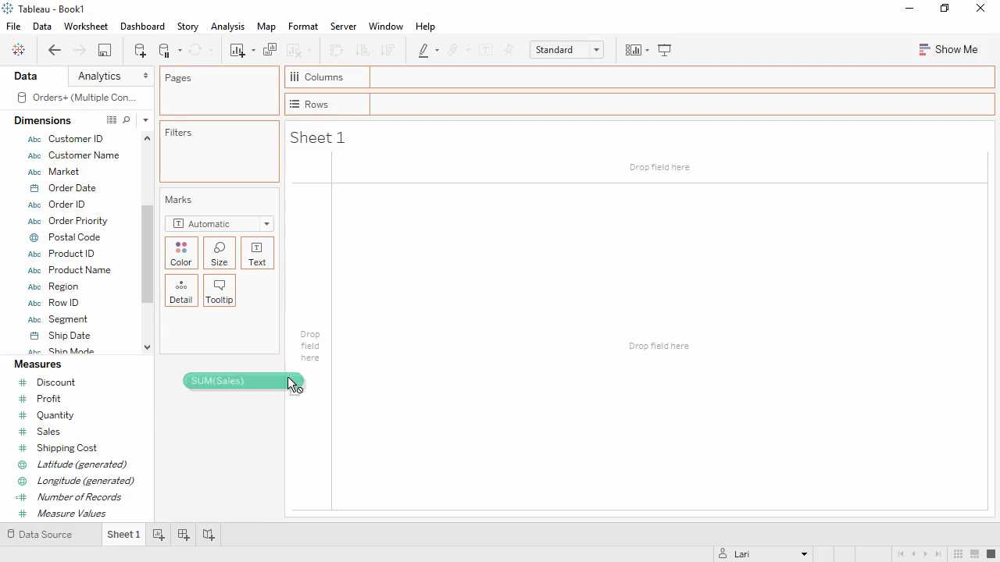 Tableau - Book1
File Data Worksheet Dashboard Story Analysis Map Format Server Window Help
Standard
Show Me
Data Analytics
Orders+ (Multiple Con...
Dimensions
Abc Customer ID
Abc Customer Name
Abc Market
Order Date
Abc Order ID
Abc Order Priority
Postal Code
Abc Product ID
Abc Product Name
Abc Region
Abc Row ID
Abc Segment
Ship Date
Abc Ship Mode
Measures
# Discount
# Profit
# Quantity
# Sales
# Shipping Cost
Latitude (generated)
Longitude (generated)
=# Number of Records
# Measure Values
Pages
Filters
Marks
T Automatic
Color Size Text
Detail Tooltip
SUM(Sales)
Columns
Rows
Sheet 1
Drop field here
Drop
field
here
Drop field here
Data Source Sheet 1
Lari